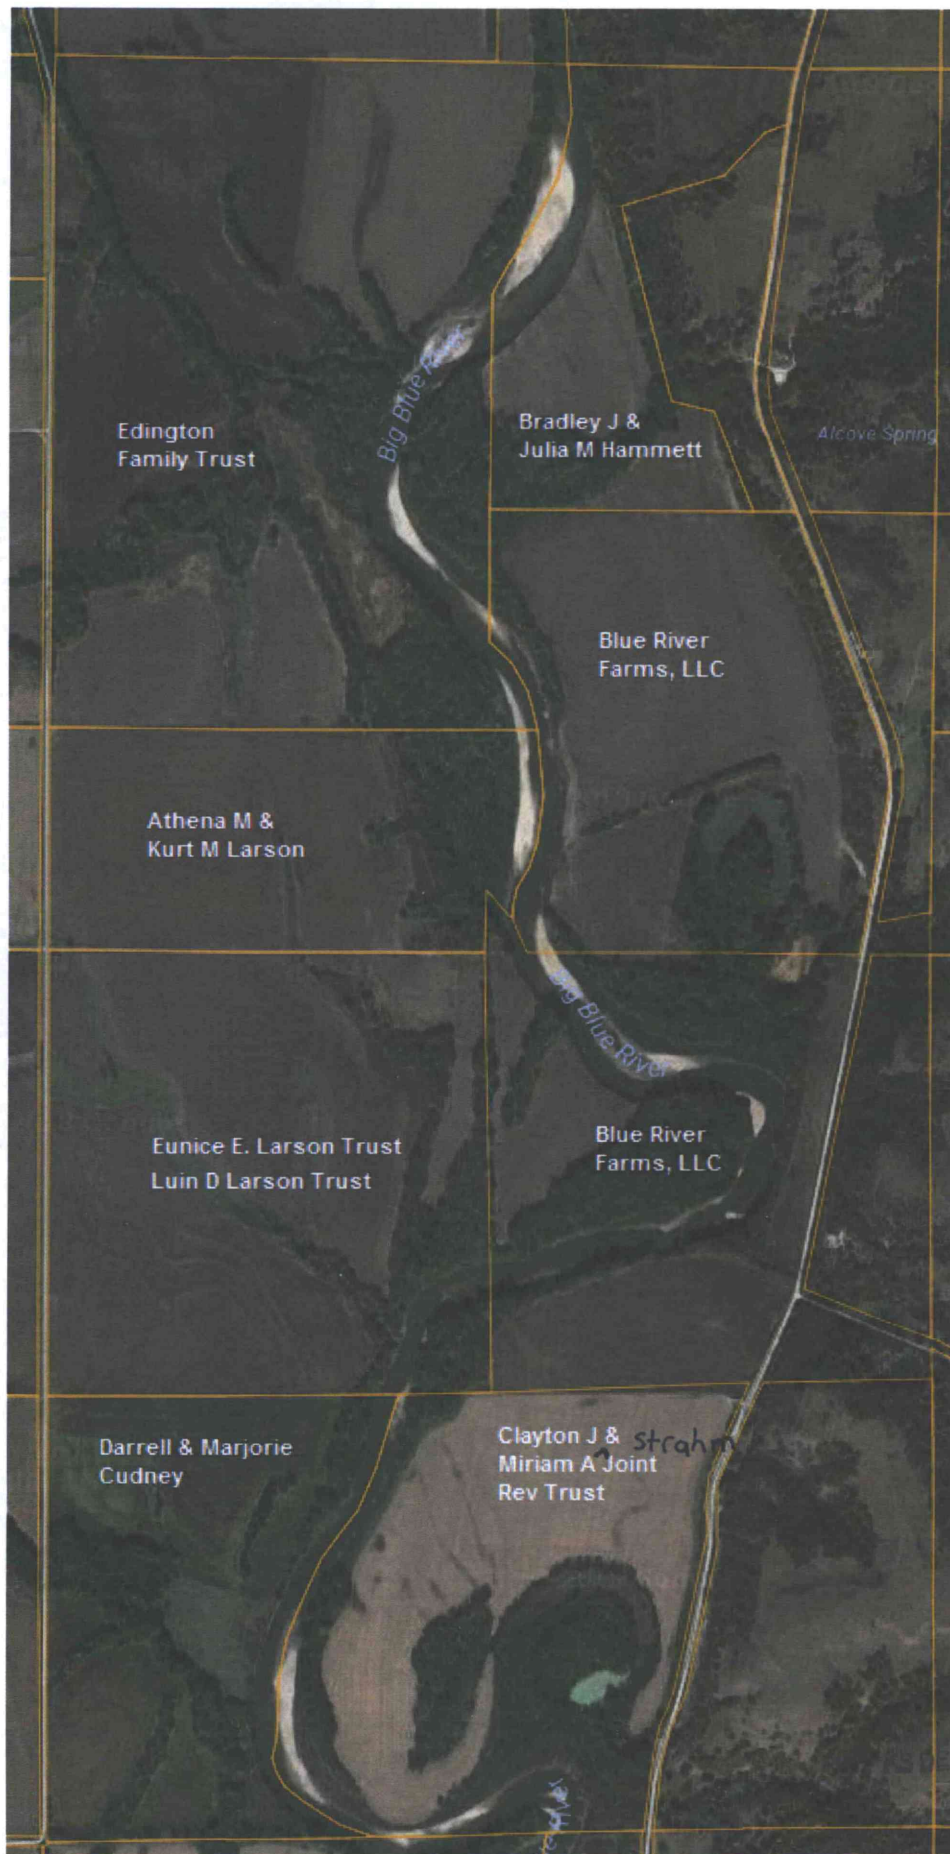 Big Blue River
Edington
Family Trust
Bradley J &
Julia M Hammett
Alcove Spring
Blue River
Farms, LLC
Athena M &
Kurt M Larson
Big Blue River
Eunice E. Larson Trust
Luin D Larson Trust
Blue River
Farms, LLC
Darrell & Marjorie
Cudney
Clayton J &
^ Strahm
Miriam A Joint
Rev Trust
River